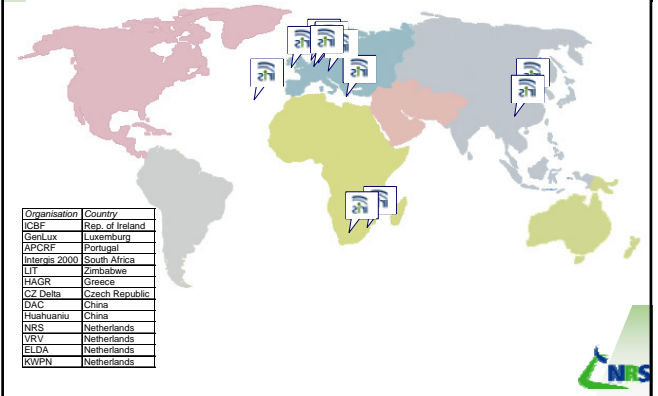 Organisation Country
ICBF Rep. of Ireland
GenLux Luxemburg
APCRF Portugal
Intergis 2000 South Africa
LIT Zimbabwe
HAGR Greece
CZ Delta Czech Republic
DAC China
Huahuaniu China
NRS Netherlands
VRV Netherlands
ELDA Netherlands
KWPN Netherlands
NRS